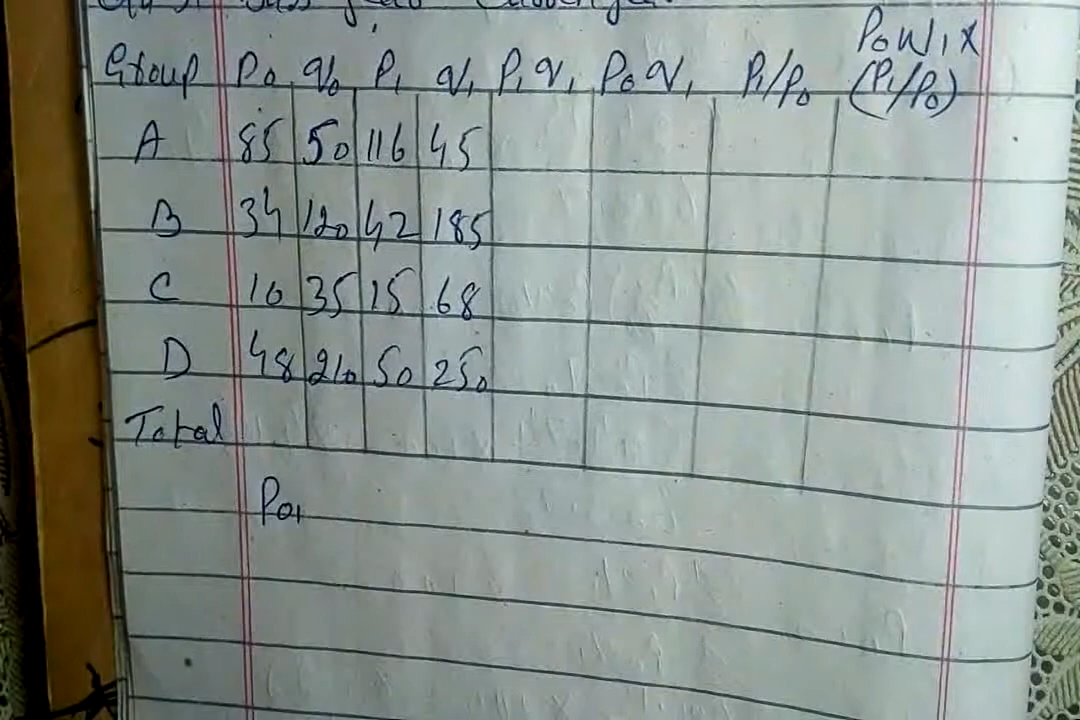 P₀W₁X
Group P₀ q₀ P₁ q₁ P₁q₁ P₀q₁ P₁/P₀ (P₁/P₀)
A 85 50 116 45
B 34 120 42 185
C 10 35 15 68
D 48 210 50 250
Total
P₀₁